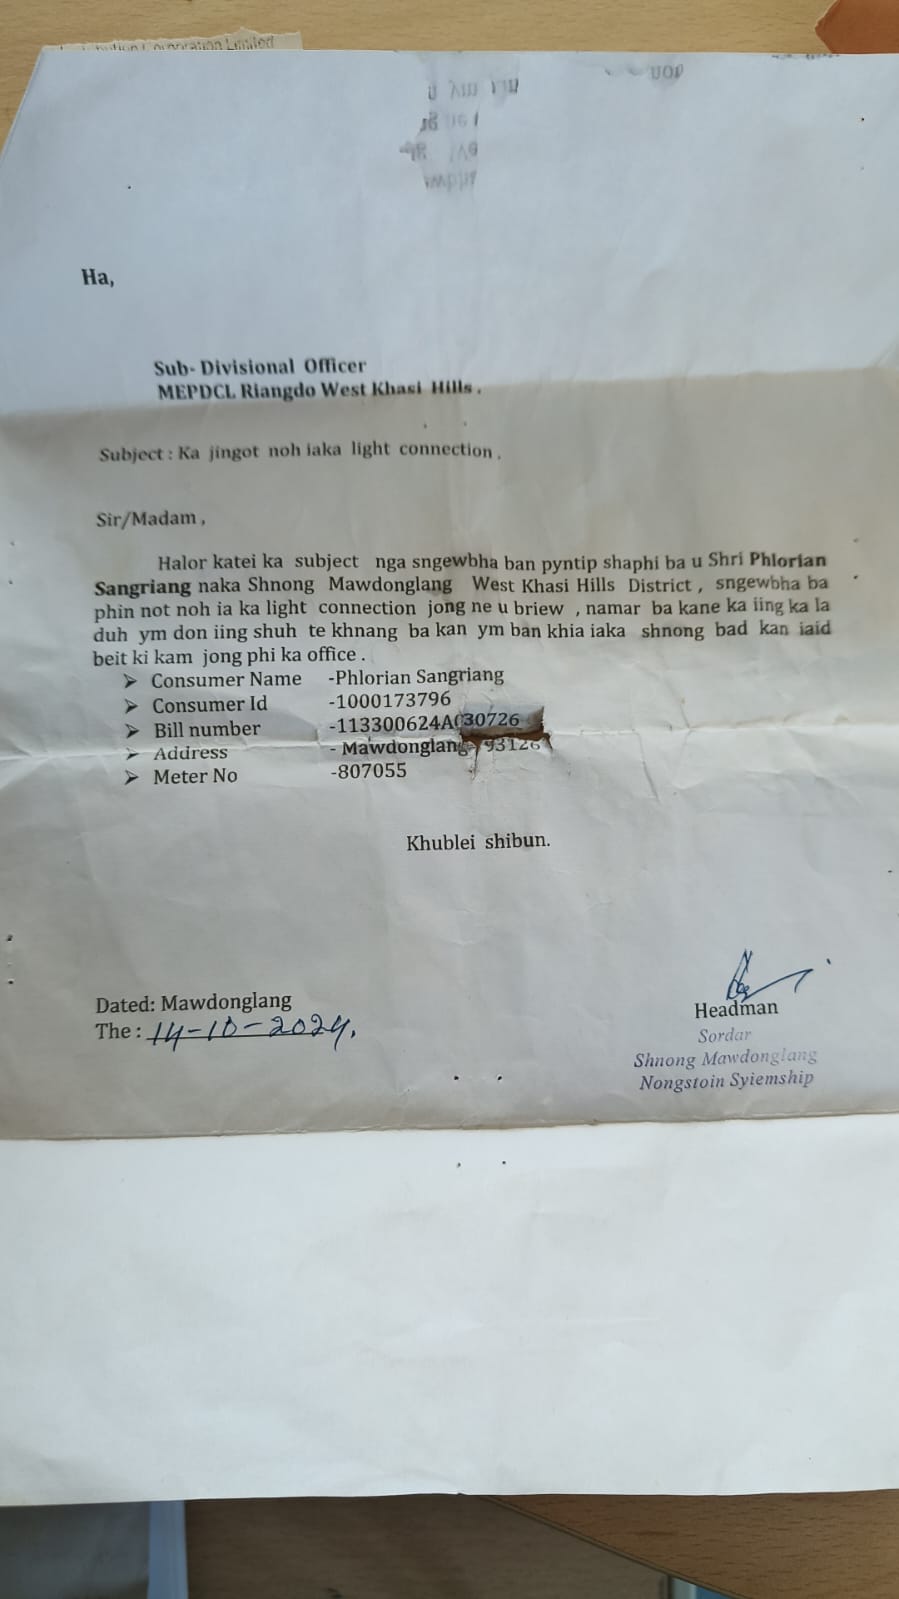 Corporation Limited
Ha,
Sub- Divisional Officer
MEPDCL Riangdo West Khasi Hills .
Subject : Ka jingot noh iaka light connection .
Sir/Madam ,
Halor katei ka subject nga sngewbha ban pyntip shaphi ba u Shri Phlorian
Sangriang naka Shnong Mawdonglang West Khasi Hills District , sngewbha ba
phin not noh ia ka light connection jong ne u briew , namar ba kane ka iing ka la
duh ym don iing shuh te khnang ba kan ym ban khia iaka shnong bad kan iaid
beit ki kam jong phi ka office .
➢ Consumer Name -Phlorian Sangriang
➢ Consumer Id -1000173796
➢ Bill number -113300624AC30726
➢ Address - Mawdonglang- 793126
➢ Meter No -807055
Khublei shibun.
Dated: Mawdonglang
The : 14-10-2024.
Headman
Sordar
Shnong Mawdonglang
Nongstoin Syiemship